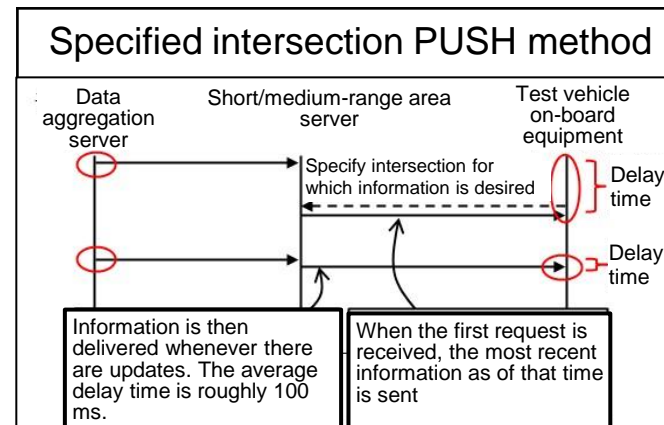 Specified intersection PUSH method
Data
aggregation
server
Short/medium-range area
server
Test vehicle
on-board
equipment
Specify intersection for
which information is desired
Delay
time
Delay
time
Information is then
delivered whenever there
are updates. The average
delay time is roughly 100
ms.
When the first request is
received, the most recent
information as of that time
is sent